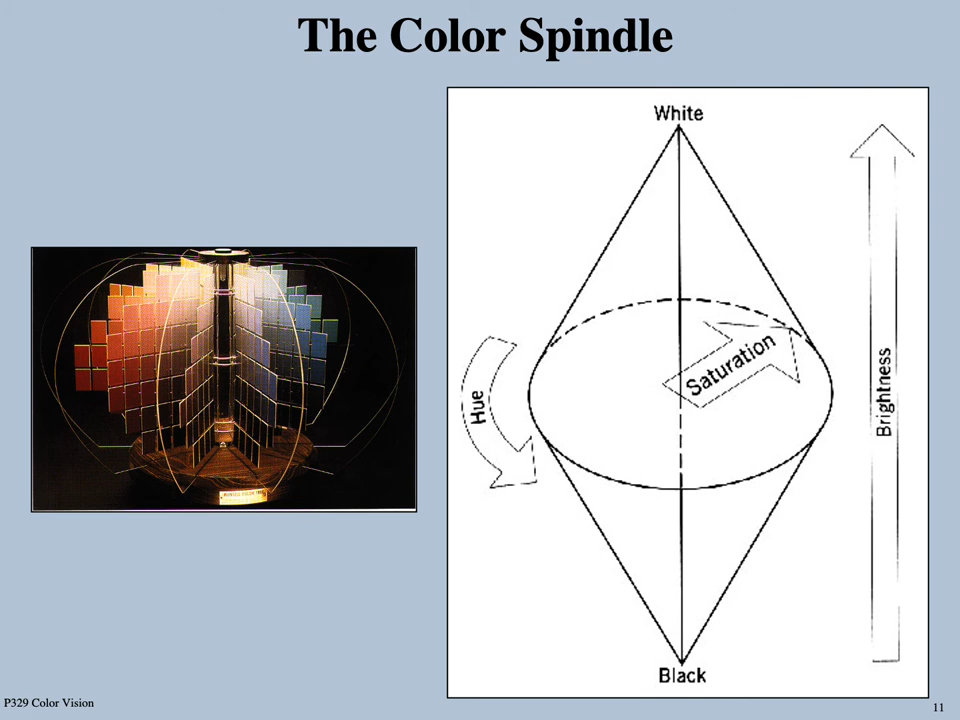 The Color Spindle
White
Saturation
Hue
Brightness
Black
P329 Color Vision
11